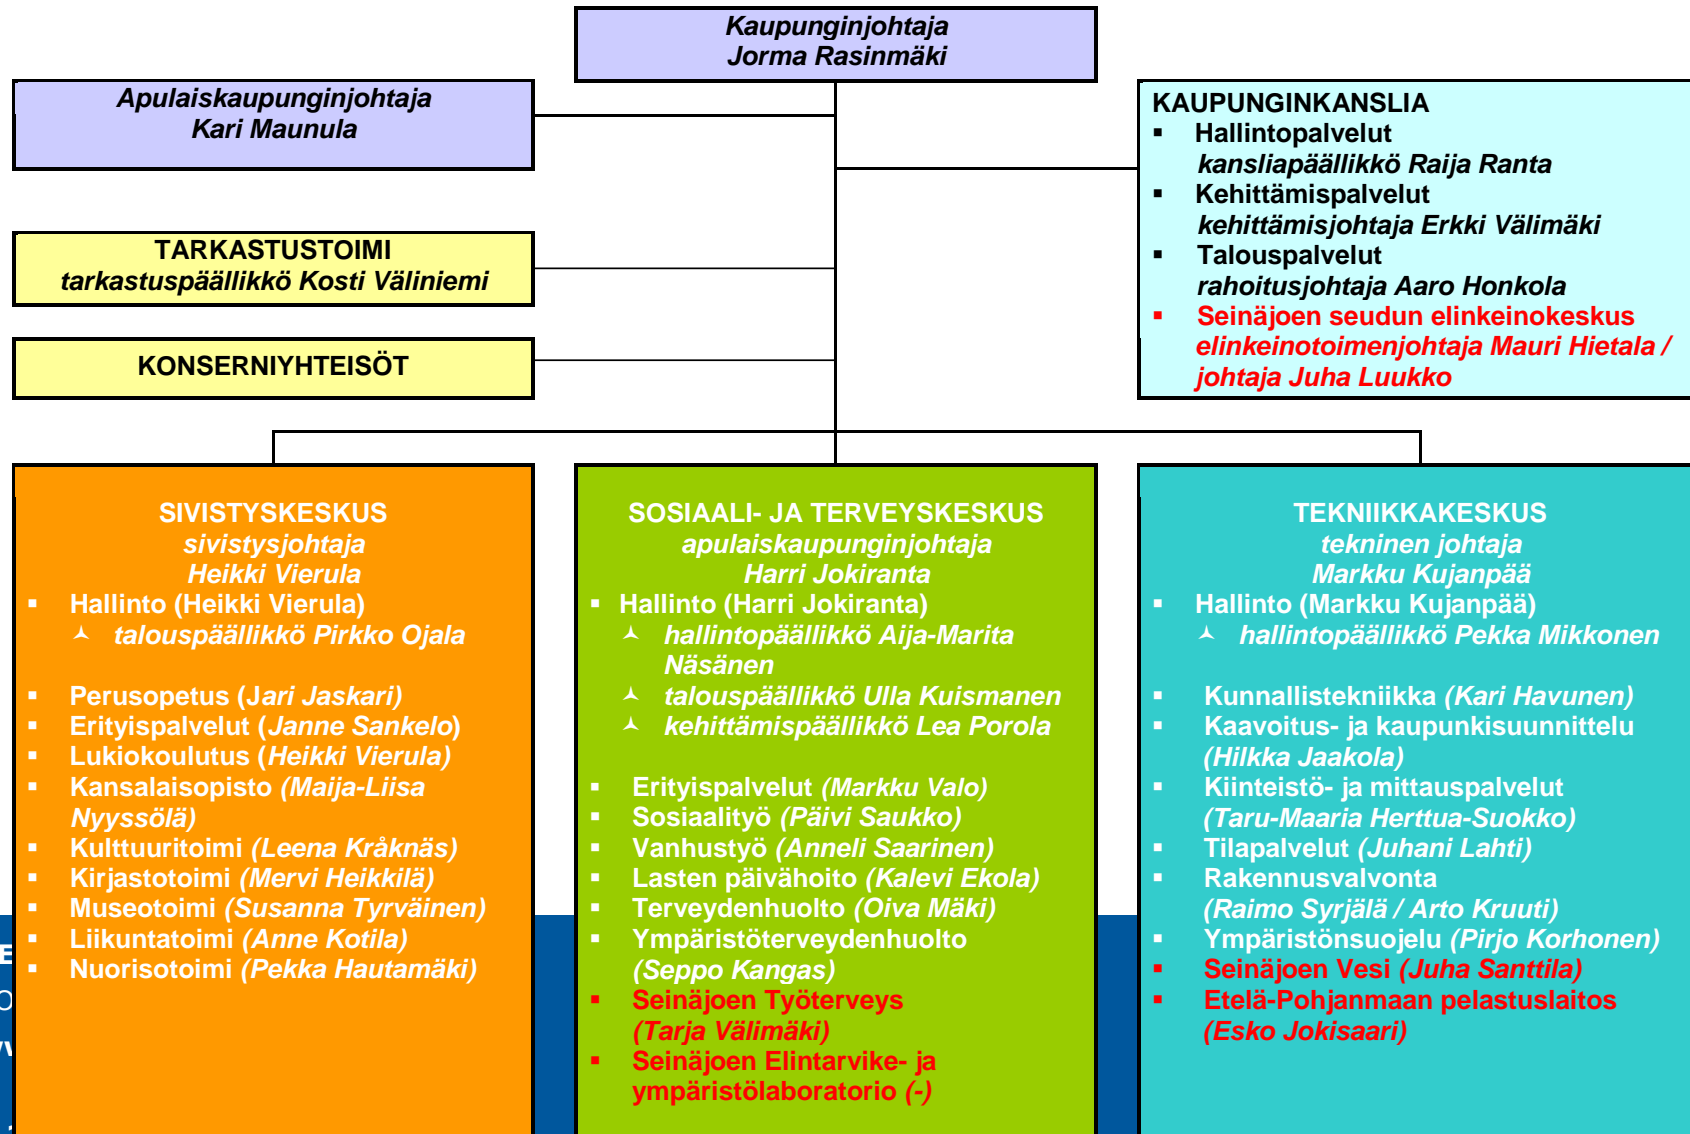 Kaupunginjohtaja
Jorma Rasinmäki
Apulaiskaupunginjohtaja
Kari Maunula
KAUPUNGINKANSLIA
▪ Hallintopalvelut
kansliapäällikkö Raija Ranta
▪ Kehittämispalvelut
kehittämisjohtaja Erkki Välimäki
▪ Talouspalvelut
rahoitusjohtaja Aaro Honkola
▪ Seinäjoen seudun elinkeinokeskus
elinkeinotoimenjohtaja Mauri Hietala /
johtaja Juha Luukko
TARKASTUSTOIMI
tarkastuspäällikkö Kosti Väliniemi
KONSERNIYHTEISÖT
SIVISTYSKESKUS
sivistysjohtaja
Heikki Vierula
▪ Hallinto (Heikki Vierula)
talouspäällikkö Pirkko Ojala
▪ Perusopetus (Jari Jaskari)
▪ Erityispalvelut (Janne Sankelo)
▪ Lukiokoulutus (Heikki Vierula)
▪ Kansalaisopisto (Maija-Liisa
Nyyssölä)
▪ Kulttuuritoimi (Leena Kråknäs)
▪ Kirjastotoimi (Mervi Heikkilä)
▪ Museotoimi (Susanna Tyrväinen)
▪ Liikuntatoimi (Anne Kotila)
▪ Nuorisotoimi (Pekka Hautamäki)
SOSIAALI- JA TERVEYSKESKUS
apulaiskaupunginjohtaja
Harri Jokiranta
▪ Hallinto (Harri Jokiranta)
hallintopäällikkö Aija-Marita
Näsänen
talouspäällikkö Ulla Kuismanen
kehittämispäällikkö Lea Porola
▪ Erityispalvelut (Markku Valo)
▪ Sosiaalityö (Päivi Saukko)
▪ Vanhustyö (Anneli Saarinen)
▪ Lasten päivähoito (Kalevi Ekola)
▪ Terveydenhuolto (Oiva Mäki)
▪ Ympäristöterveydenhuolto
(Seppo Kangas)
▪ Seinäjoen Työterveys
(Tarja Välimäki)
▪ Seinäjoen Elintarvike- ja
ympäristölaboratorio (-)
TEKNIIKKAKESKUS
tekninen johtaja
Markku Kujanpää
▪ Hallinto (Markku Kujanpää)
hallintopäällikkö Pekka Mikkonen
▪ Kunnallistekniikka (Kari Havunen)
▪ Kaavoitus- ja kaupunkisuunnittelu
(Hilkka Jaakola)
▪ Kiinteistö- ja mittauspalvelut
(Taru-Maaria Herttua-Suokko)
▪ Tilapalvelut (Juhani Lahti)
▪ Rakennusvalvonta
(Raimo Syrjälä / Arto Kruuti)
▪ Ympäristönsuojelu (Pirjo Korhonen)
▪ Seinäjoen Vesi (Juha Santtila)
▪ Etelä-Pohjanmaan pelastuslaitos
(Esko Jokisaari)